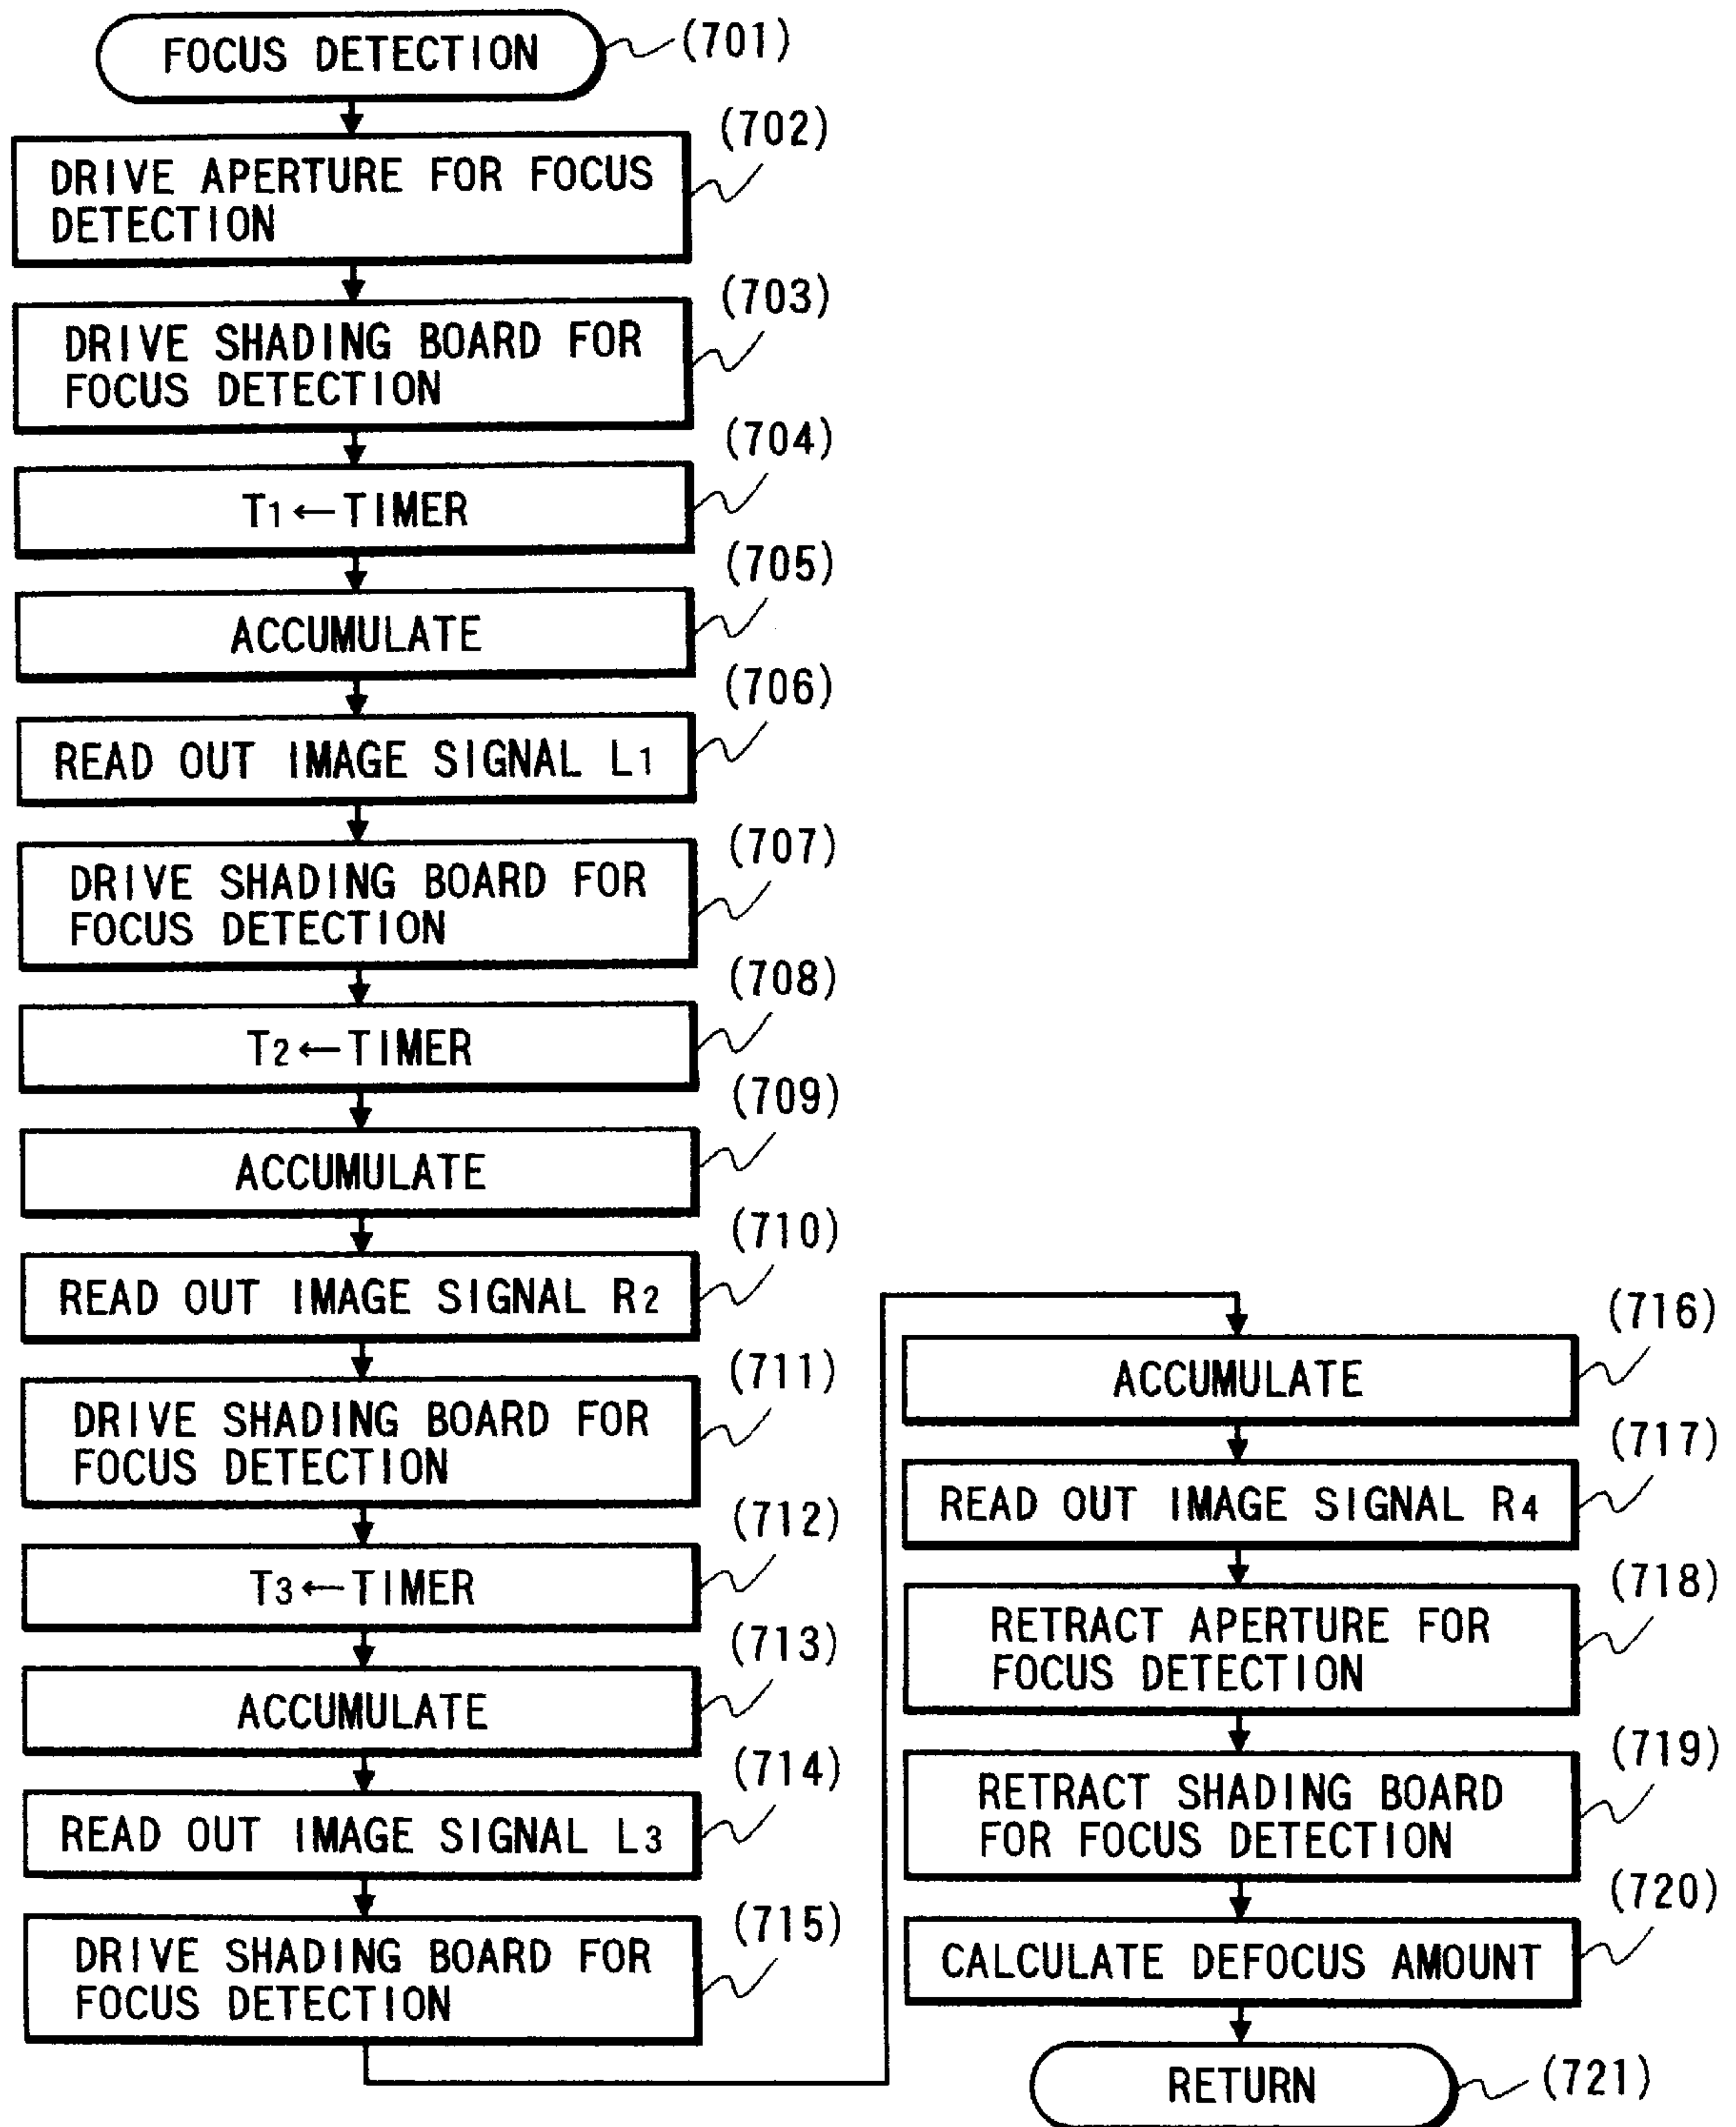 FOCUS DETECTION
(701)
(702)
DRIVE APERTURE FOR FOCUS
DETECTION
(703)
DRIVE SHADING BOARD FOR
FOCUS DETECTION
(704)
T1←TIMER
(705)
ACCUMULATE
(706)
READ OUT IMAGE SIGNAL L1
(707)
DRIVE SHADING BOARD FOR
FOCUS DETECTION
(708)
T2←TIMER
(709)
ACCUMULATE
(710)
READ OUT IMAGE SIGNAL R2
(711)
DRIVE SHADING BOARD FOR
FOCUS DETECTION
(712)
T3←TIMER
(713)
ACCUMULATE
(714)
READ OUT IMAGE SIGNAL L3
(715)
DRIVE SHADING BOARD FOR
FOCUS DETECTION
(716)
ACCUMULATE
(717)
READ OUT IMAGE SIGNAL R4
(718)
RETRACT APERTURE FOR
FOCUS DETECTION
(719)
RETRACT SHADING BOARD
FOR FOCUS DETECTION
(720)
CALCULATE DEFOCUS AMOUNT
RETURN
(721)